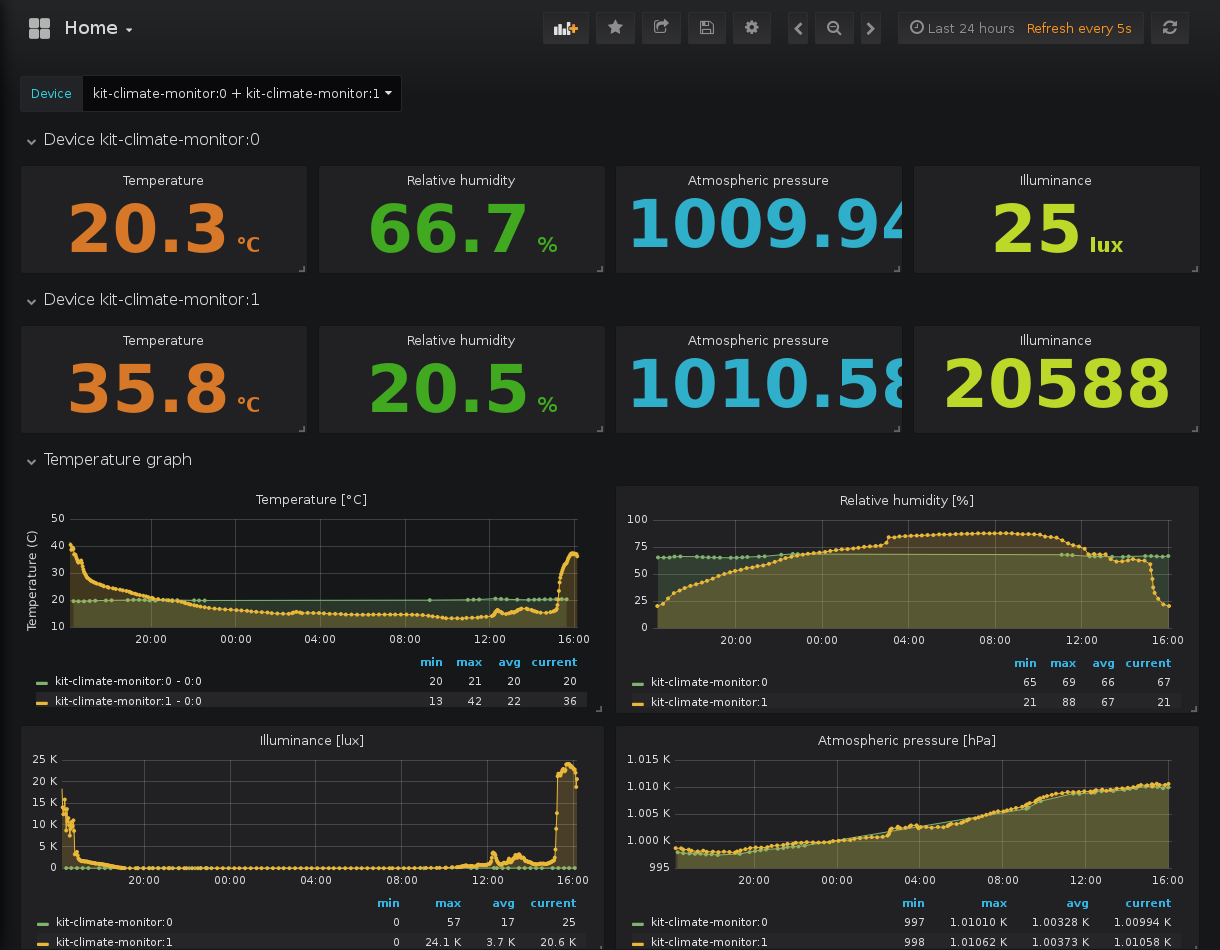 Home
Last 24 hours Refresh every 5s
Device kit-climate-monitor:0 + kit-climate-monitor:1
Device kit-climate-monitor:0
Temperature Relative humidity Atmospheric pressure Illuminance
20.3 °C 66.7 % 1009.94 25 lux
Device kit-climate-monitor:1
Temperature Relative humidity Atmospheric pressure Illuminance
35.8 °C 20.5 % 1010.58 20588
Temperature graph
Temperature [°C]
Temperature (C)
50
40
30
20
10
20:00 00:00 04:00 08:00 12:00 16:00
min max avg current
kit-climate-monitor:0 - 0:0 20 21 20 20
kit-climate-monitor:1 - 0:0 13 42 22 36
Relative humidity [%]
100
75
50
25
0
20:00 00:00 04:00 08:00 12:00 16:00
min max avg current
kit-climate-monitor:0 65 69 66 67
kit-climate-monitor:1 21 88 67 21
Illuminance [lux]
25 K
20 K
15 K
10 K
5 K
0
20:00 00:00 04:00 08:00 12:00 16:00
min max avg current
kit-climate-monitor:0 0 57 17 25
kit-climate-monitor:1 0 24.1 K 3.7 K 20.6 K
Atmospheric pressure [hPa]
1.015 K
1.010 K
1.005 K
1.000 K
995
20:00 00:00 04:00 08:00 12:00 16:00
min max avg current
kit-climate-monitor:0 997 1.01010 K 1.00328 K 1.00994 K
kit-climate-monitor:1 998 1.01062 K 1.00373 K 1.01058 K